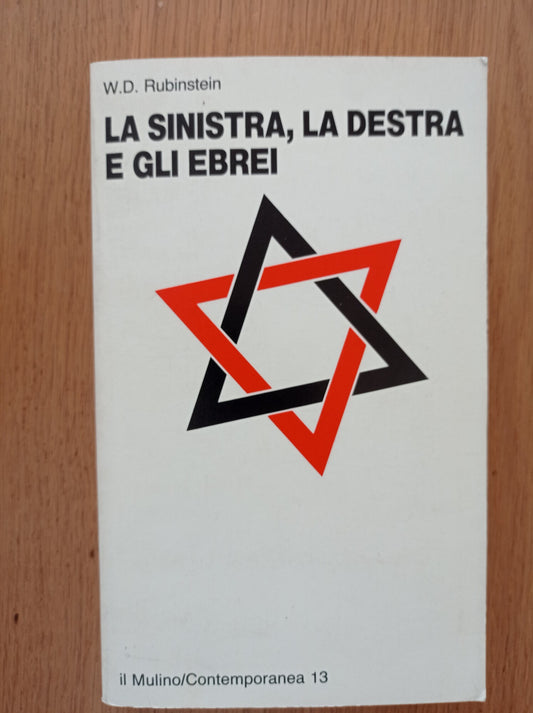 W.D. Rubinstein
LA SINISTRA, LA DESTRA
E GLI EBREI
il Mulino/Contemporanea 13